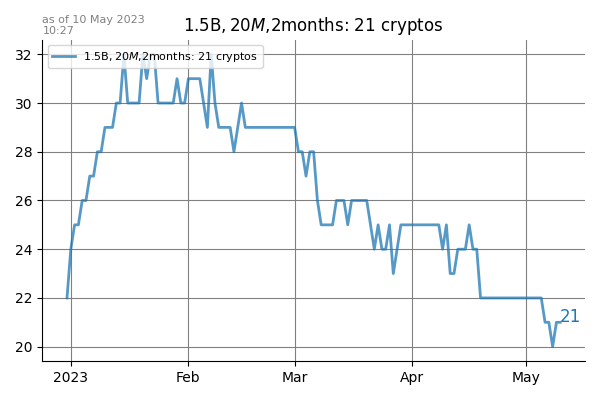 as of 10 May 2023
10:27
1.5B, 20M,2months: 21 cryptos
1.5B, 20M,2months: 21 cryptos
32
30
28
26
24
22
20
21
2023
Feb
Mar
Apr
May